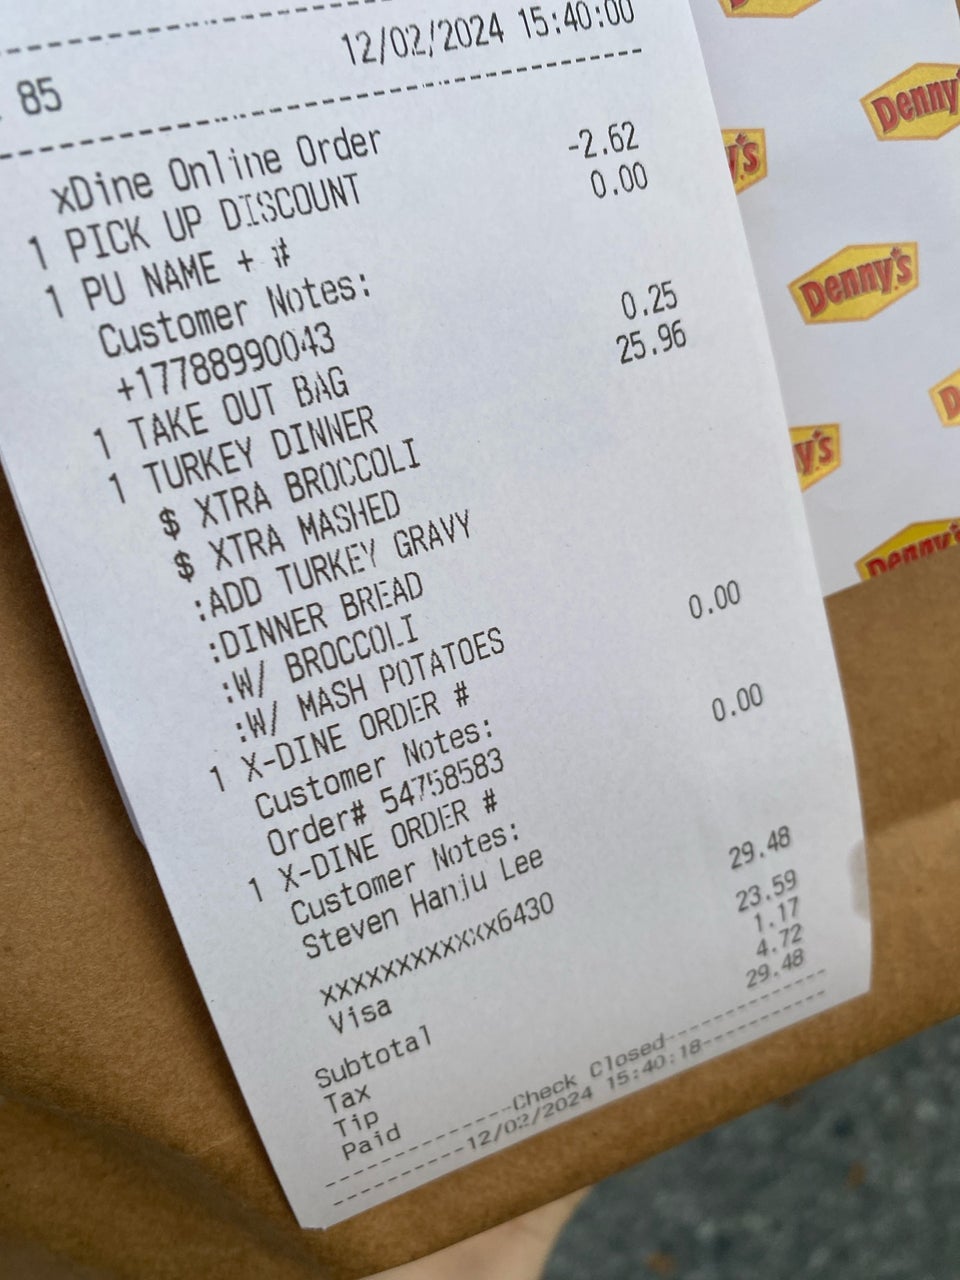 85 12/02/2024 15:40:00
xDine Online Order
1 PICK UP DISCOUNT -2.62
1 PU NAME + # 0.00
Customer Notes:
+17788990043
1 TAKE OUT BAG 0.25
1 TURKEY DINNER 25.96
$ XTRA BROCCOLI
$ XTRA MASHED
:ADD TURKEY GRAVY
:DINNER BREAD
:W/ BROCCOLI
:W/ MASH POTATOES
1 X-DINE ORDER # 0.00
Customer Notes:
Order# 54758583
1 X-DINE ORDER # 0.00
Customer Notes:
Steven Hanju Lee
xxxxxxxxxxxx6430
Visa 29.48
Subtotal 23.59
Tax 1.17
Tip 4.72
Paid 29.48
----------Check Closed----------
----------12/02/2024 15:40:18----------
Denny's
Denny's
Denny's
y's
y's
Denny's